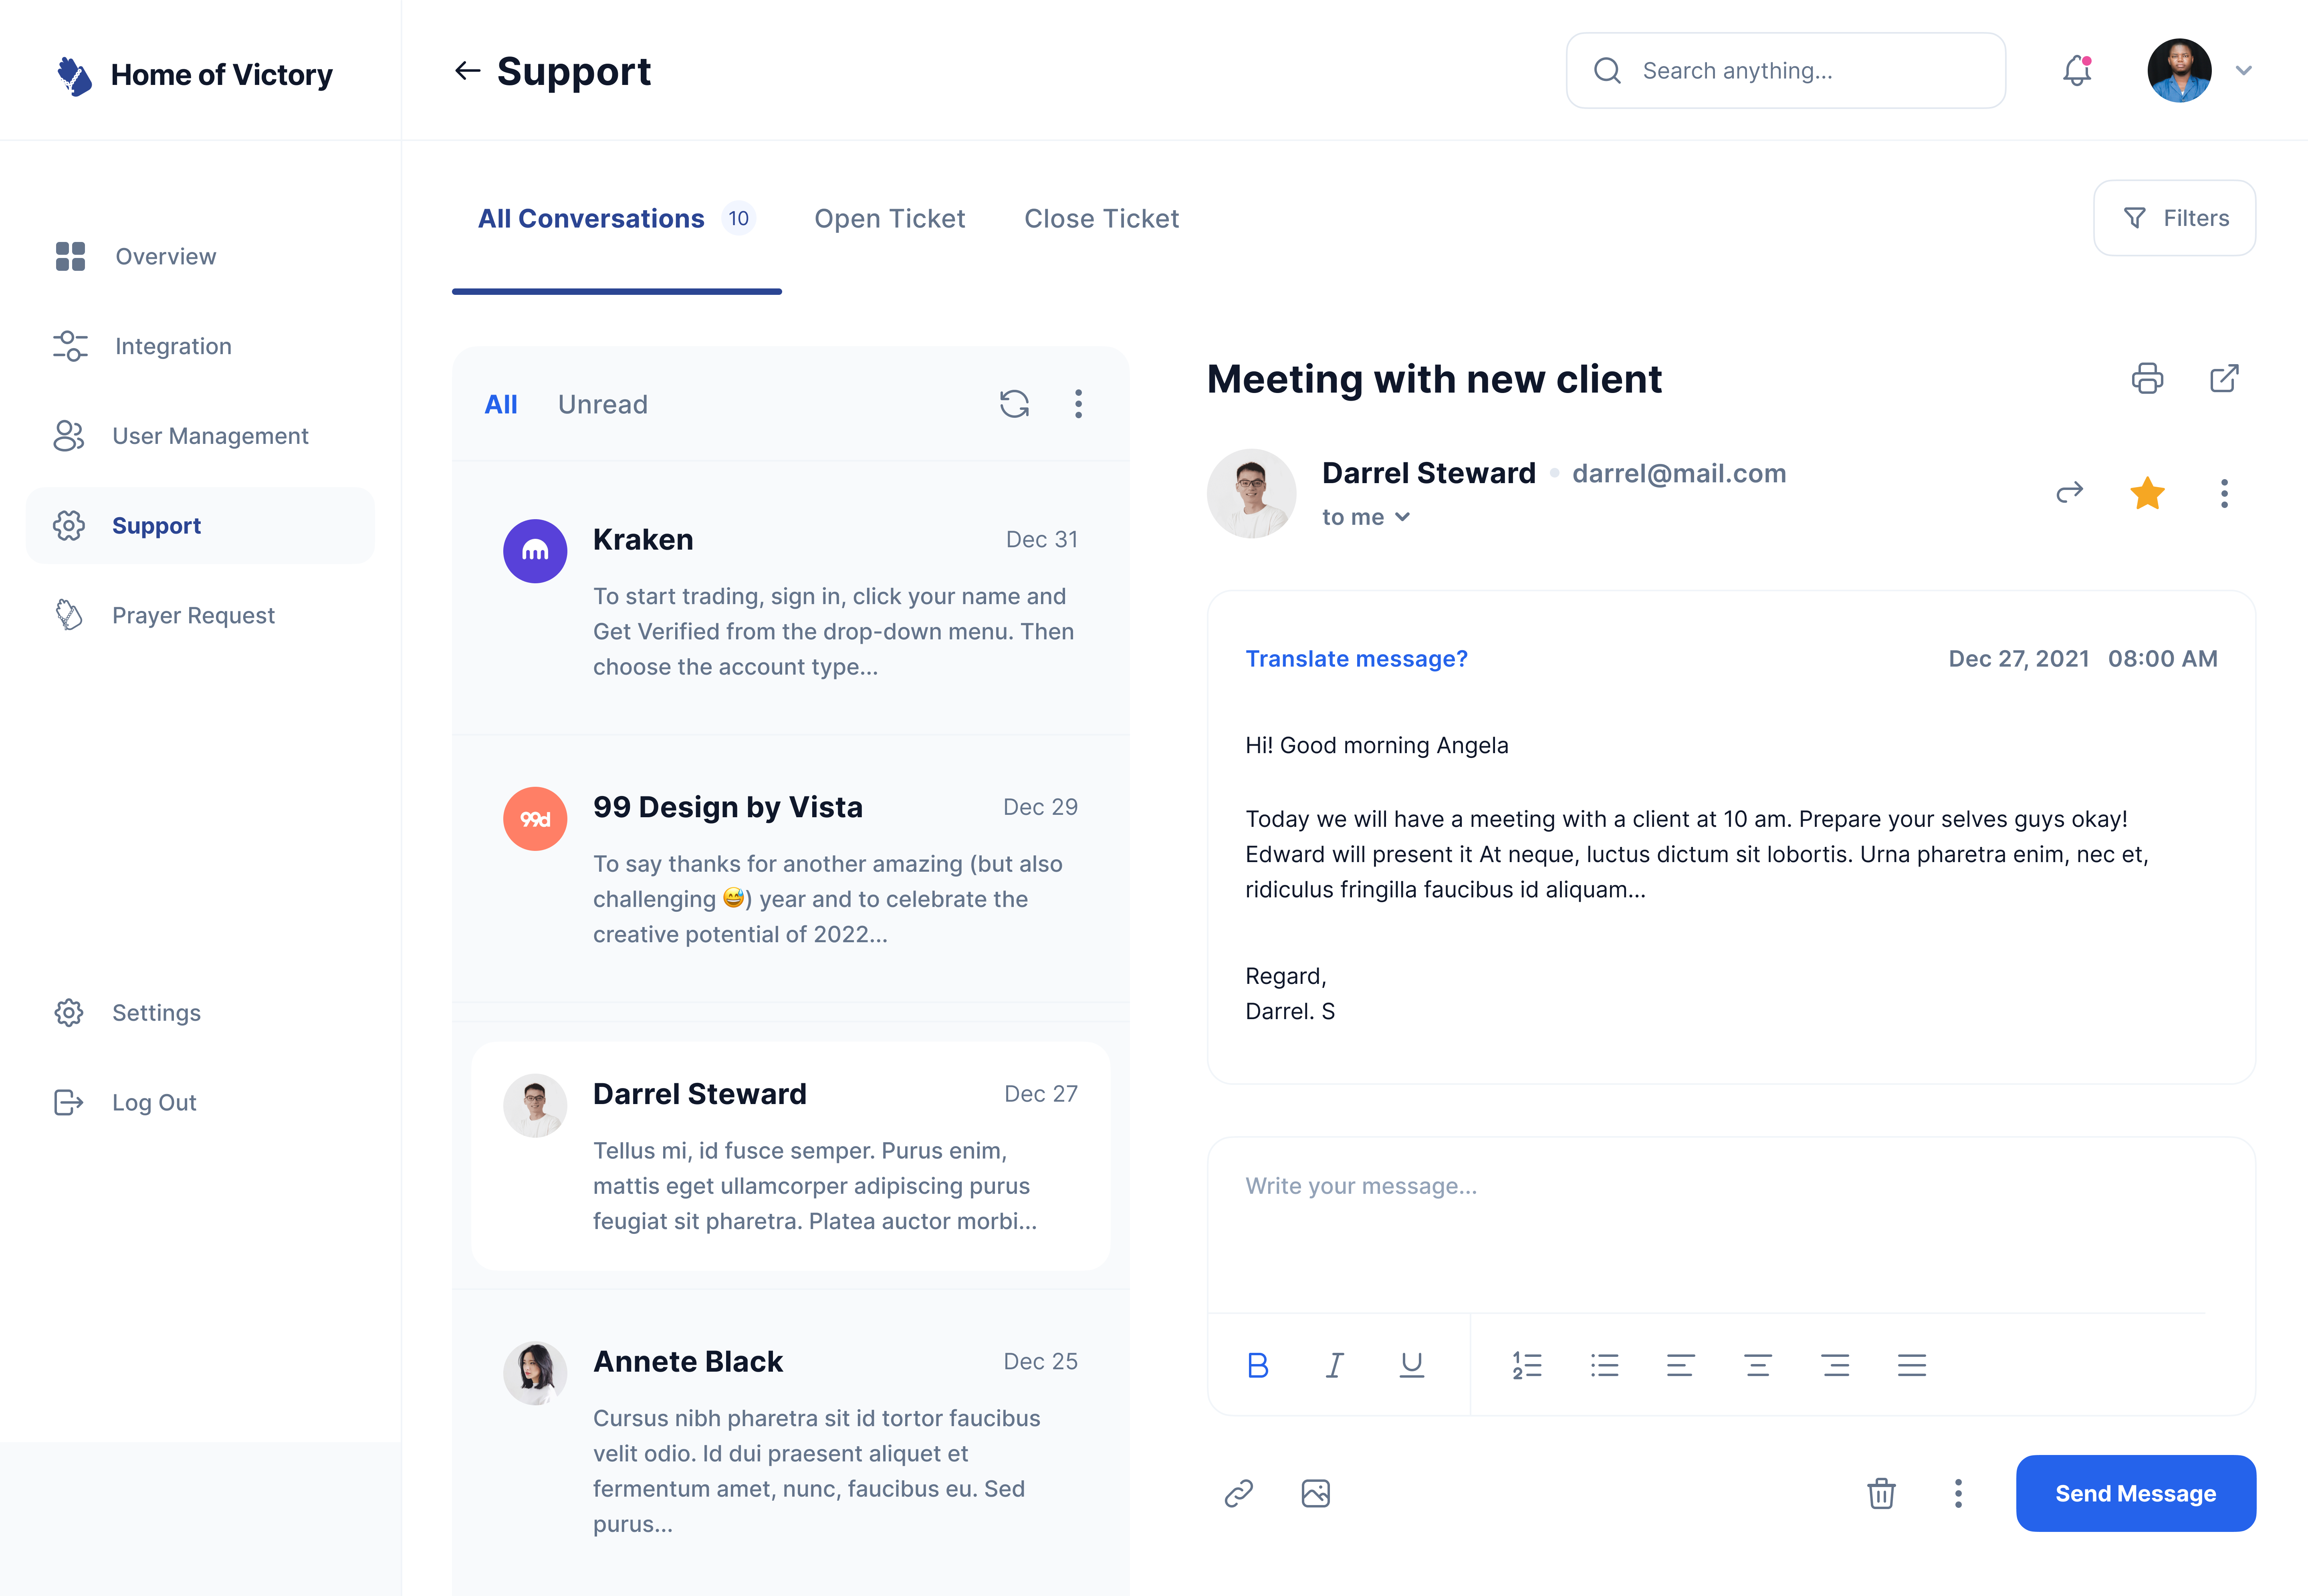 Home of Victory
Support
Search anything...
Overview
Integration
User Management
Support
Prayer Request
Settings
Log Out
All Conversations 10
Open Ticket
Close Ticket
Filters
All
Unread
Kraken
Dec 31
To start trading, sign in, click your name and
Get Verified from the drop-down menu. Then
choose the account type...
99d
99 Design by Vista
Dec 29
To say thanks for another amazing (but also
challenging 😅) year and to celebrate the
creative potential of 2022...
Darrel Steward
Dec 27
Tellus mi, id fusce semper. Purus enim,
mattis eget ullamcorper adipiscing purus
feugiat sit pharetra. Platea auctor morbi...
Annete Black
Dec 25
Cursus nibh pharetra sit id tortor faucibus
velit odio. Id dui praesent aliquet et
fermentum amet, nunc, faucibus eu. Sed
purus...
Meeting with new client
Darrel Steward
darrel@mail.com
to me
Translate message?
Dec 27, 2021 08:00 AM
Hi! Good morning Angela
Today we will have a meeting with a client at 10 am. Prepare your selves guys okay!
Edward will present it At neque, luctus dictum sit lobortis. Urna pharetra enim, nec et,
ridiculus fringilla faucibus id aliquam...
Regard,
Darrel. S
Write your message...
B I U
Send Message